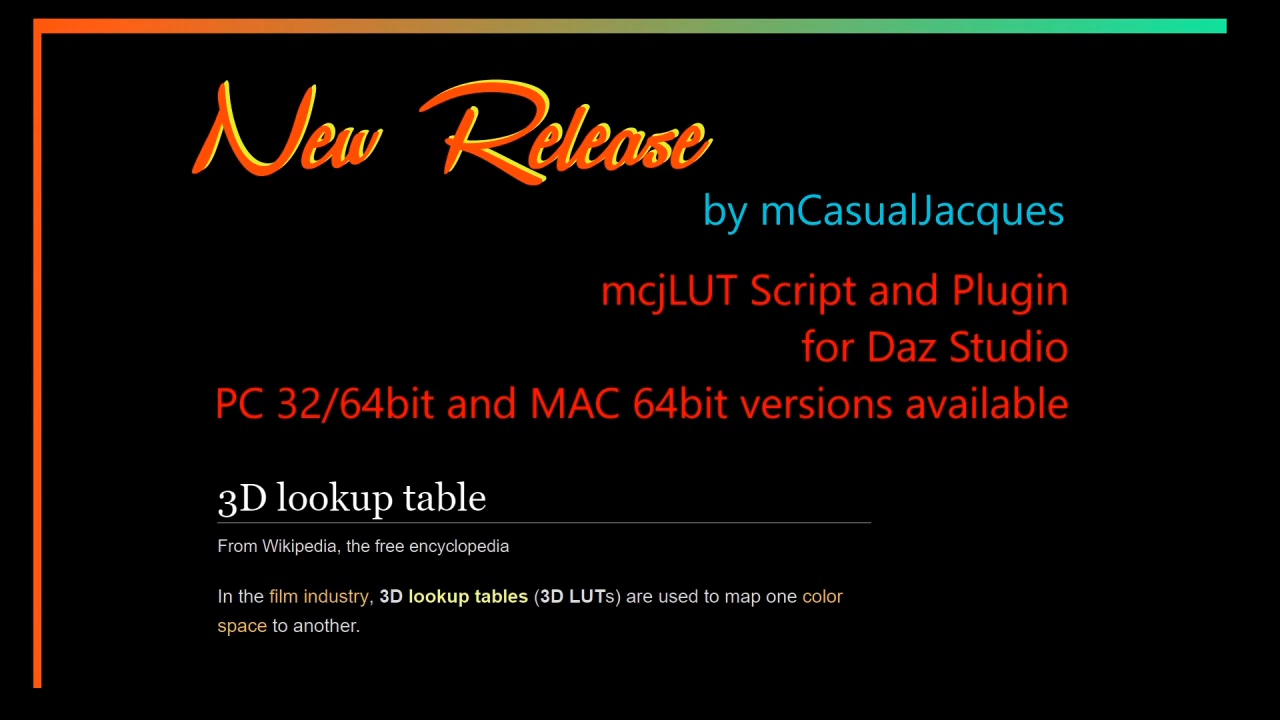 New Release
by mCasualJacques
mcjLUT Script and Plugin
for Daz Studio
PC 32/64bit and MAC 64bit versions available
3D lookup table
From Wikipedia, the free encyclopedia
In the film industry, 3D lookup tables (3D LUTs) are used to map one color
space to another.